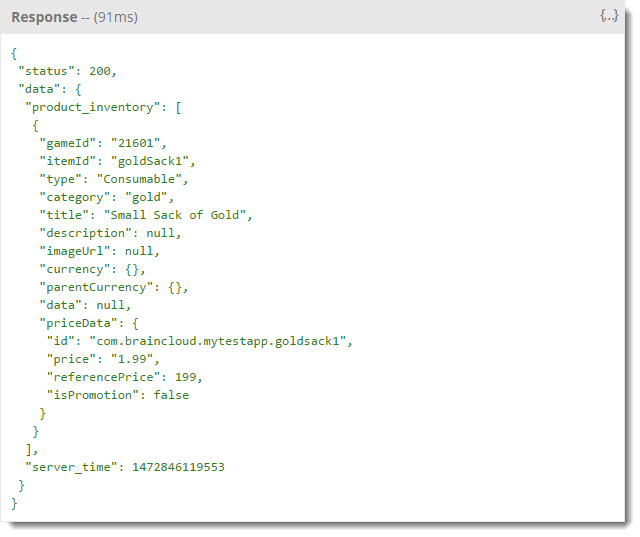 Response -- (91ms) {...}
{
"status": 200,
"data": {
"product_inventory": [
{
"gameId": "21601",
"itemId": "goldSack1",
"type": "Consumable",
"category": "gold",
"title": "Small Sack of Gold",
"description": null,
"imageUrl": null,
"currency": {},
"parentCurrency": {},
"data": null,
"priceData": {
"id": "com.braincloud.mytestapp.goldsack1",
"price": "1.99",
"referencePrice": 199,
"isPromotion": false
}
}
],
"server_time": 1472846119553
}
}